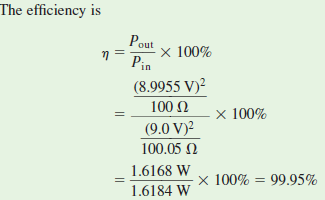 The efficiency is
η = P_out / P_in × 100%
= ((8.9955 V)² / 100 Ω) / ((9.0 V)² / 100.05 Ω) × 100%
= 1.6168 W / 1.6184 W × 100% = 99.95%